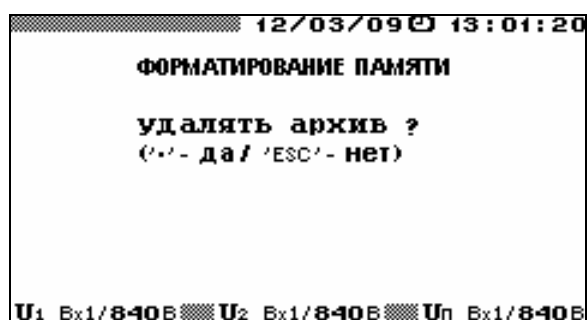 12/03/09 13:01:20
ФОРМАТИРОВАНИЕ ПАМЯТИ
удалять архив ?
('•'- да/ 'ESC'- нет)
U1 Вх1/840В U2 Вх1/840В Uп Вх1/840В